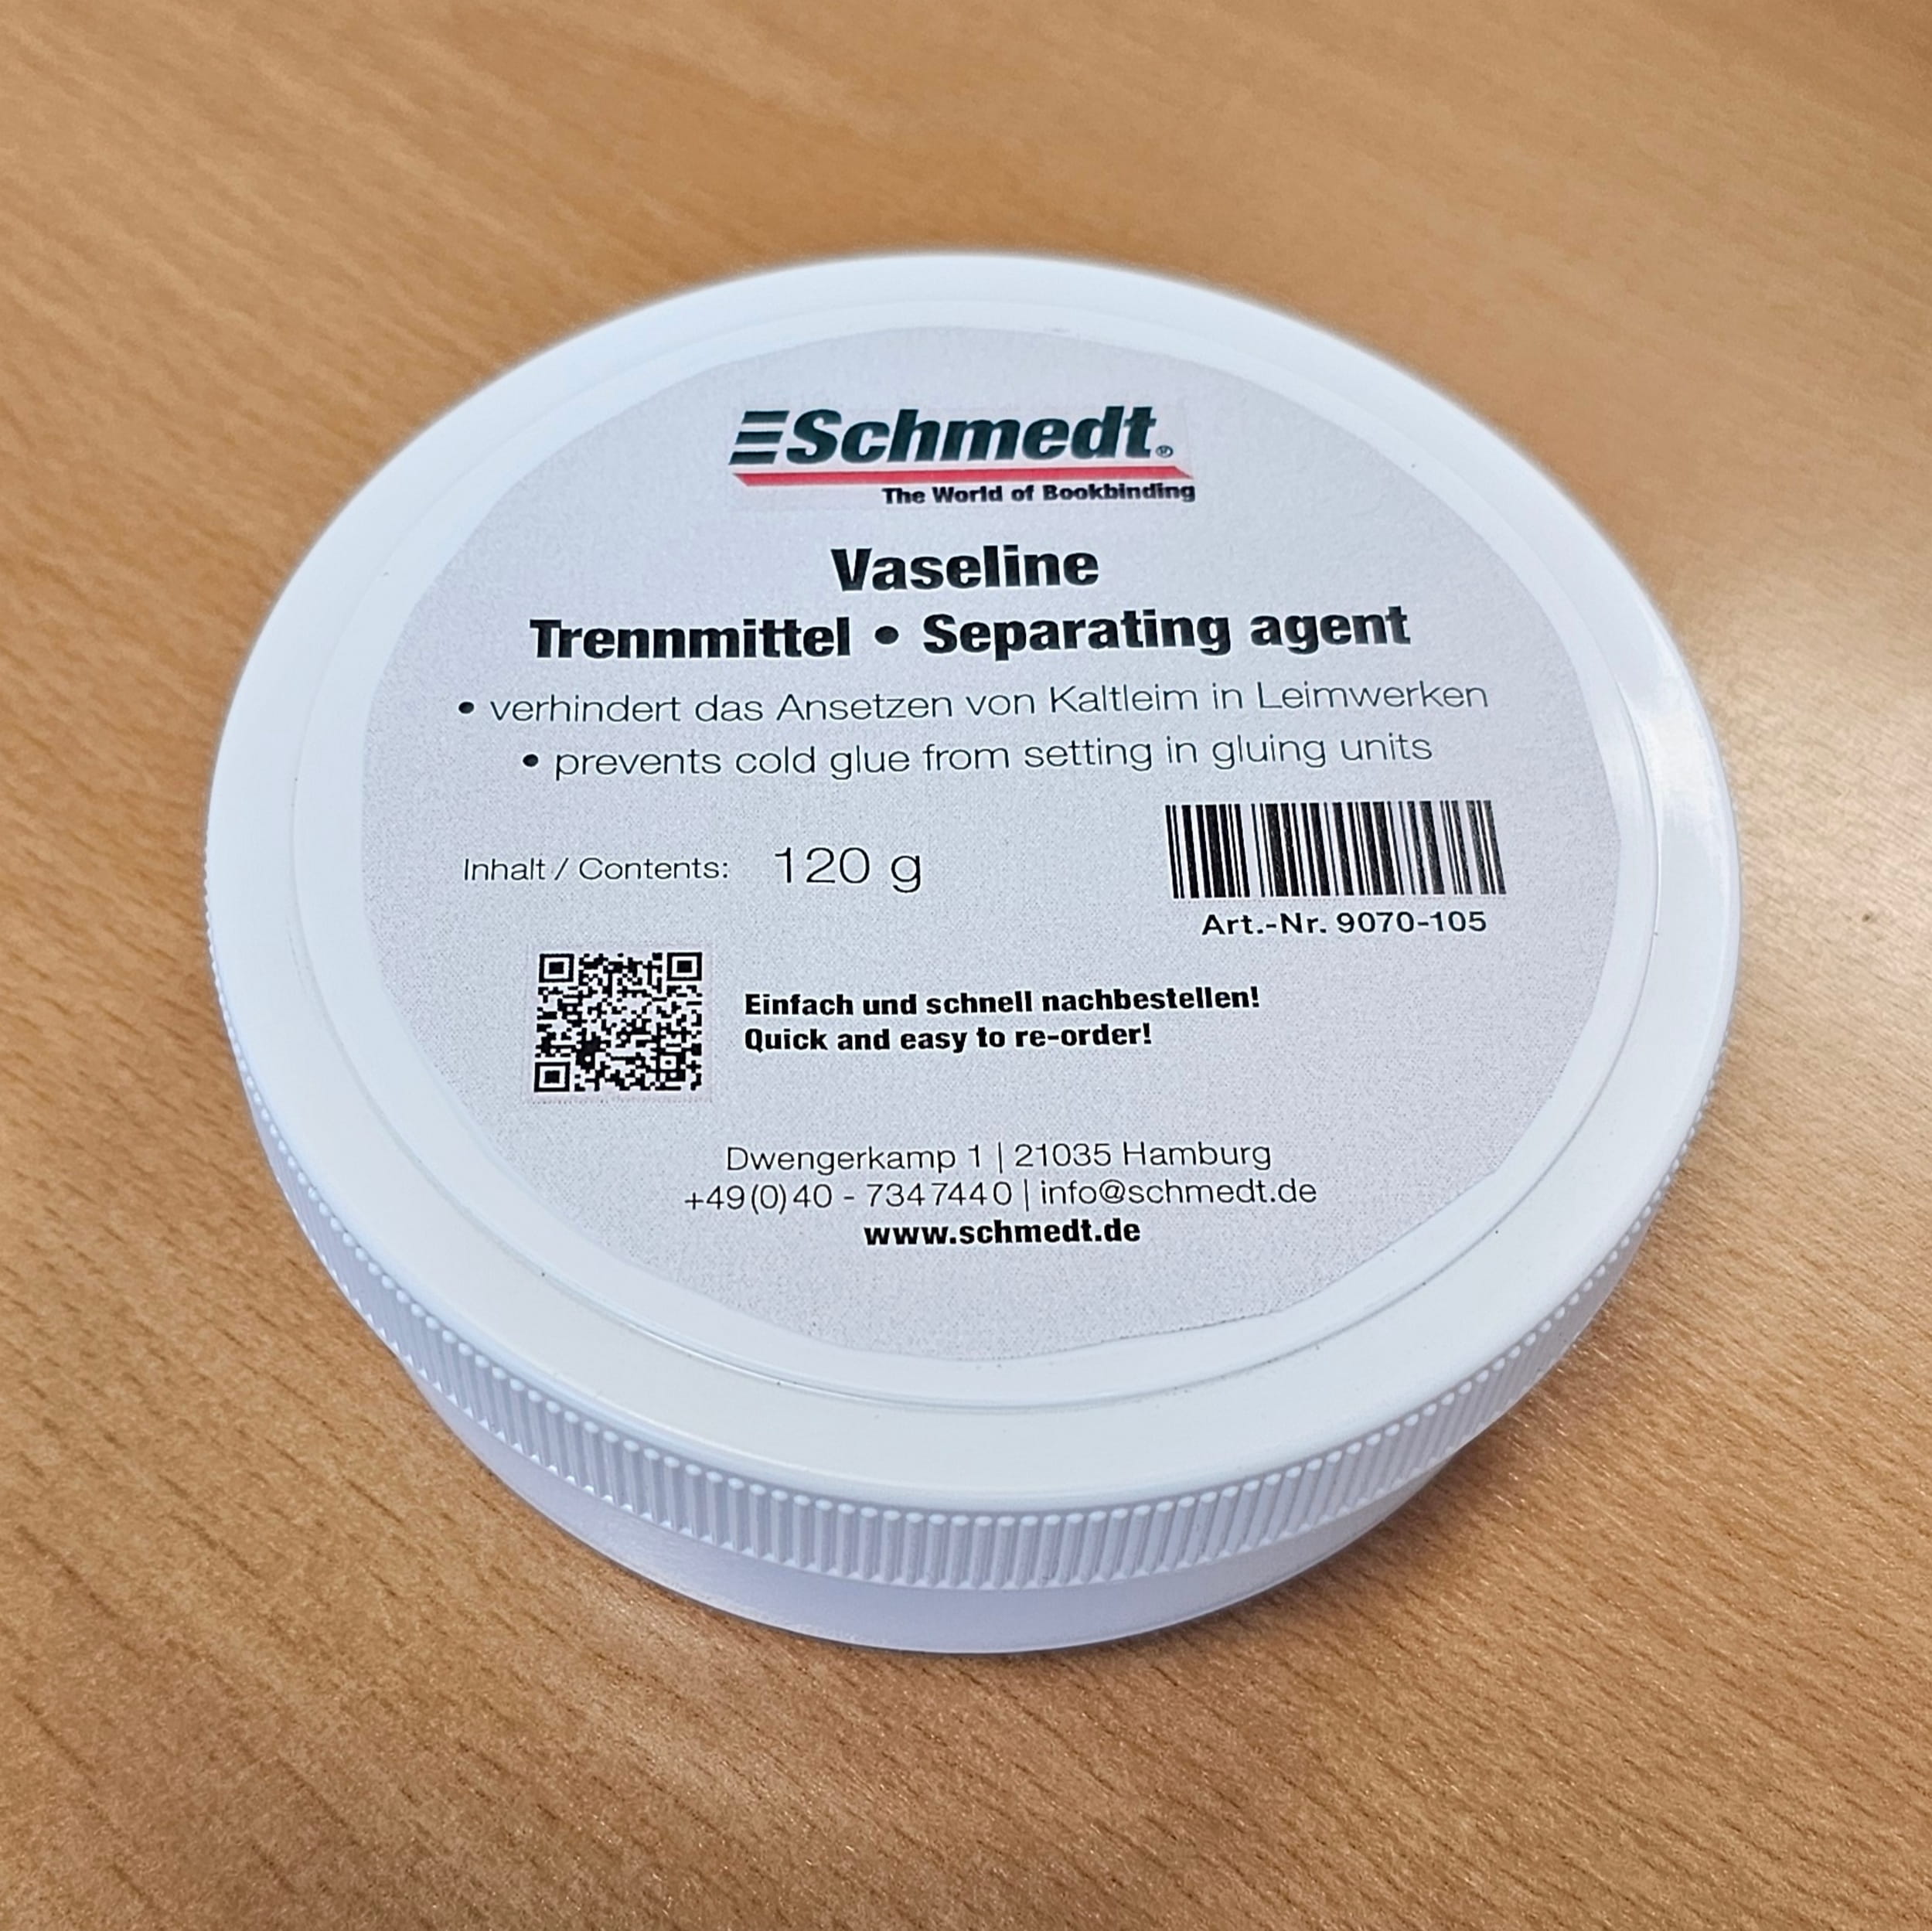 Schmedt®
The World of Bookbinding
Vaseline
Trennmittel • Separating agent
• verhindert das Ansetzen von Kaltleim in Leimwerken
• prevents cold glue from setting in gluing units
Inhalt / Contents: 120 g
Art.-Nr. 9070-105
Einfach und schnell nachbestellen!
Quick and easy to re-order!
Dwengerkamp 1 | 21035 Hamburg
+49(0)40 - 7347440 | info@schmedt.de
www.schmedt.de